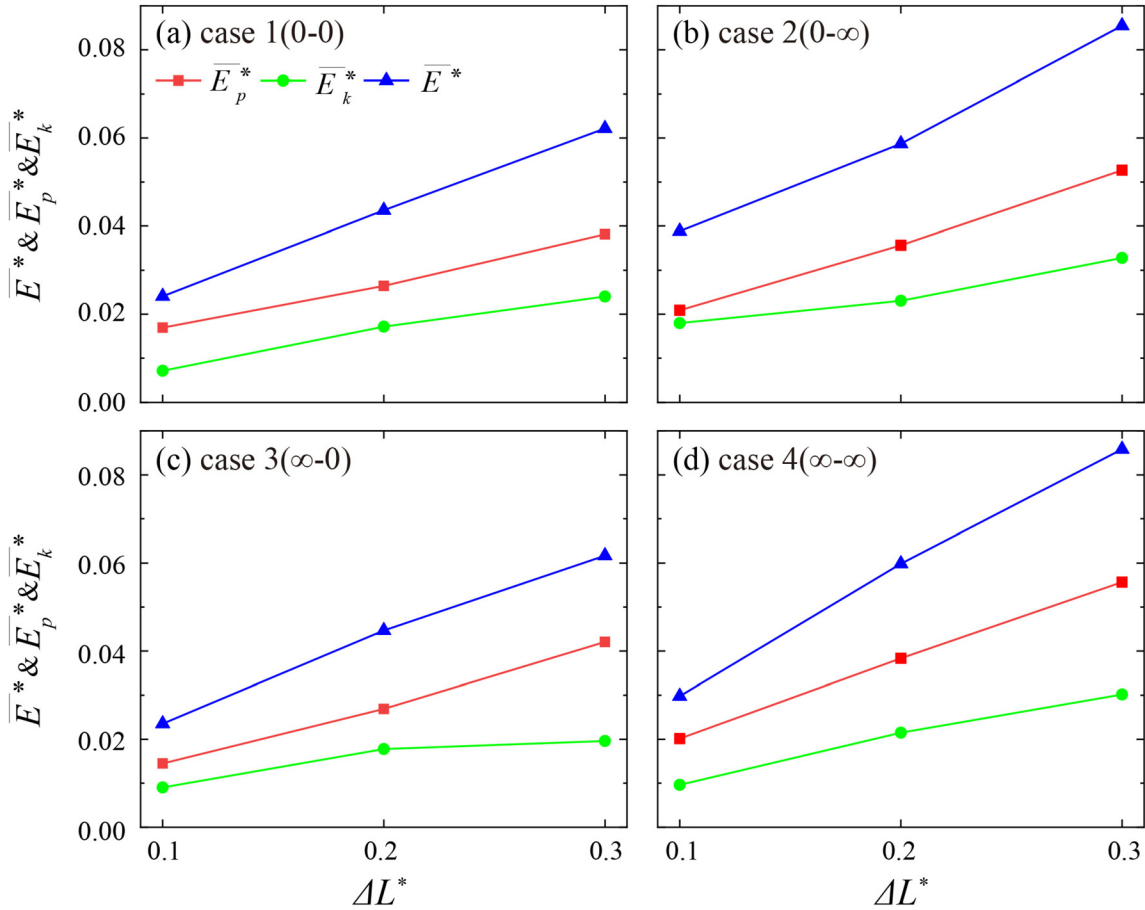 (a) case 1(0-0)
E̅p* E̅k* E̅*
(b) case 2(0-∞)
0.08
0.06
0.04
0.02
0.00
E̅*&E̅p*&E̅k*
(c) case 3(∞-0)
(d) case 4(∞-∞)
0.08
0.06
0.04
0.02
0.00
E̅*&E̅p*&E̅k*
0.1 0.2 0.3
0.1 0.2 0.3
ΔL*
ΔL*